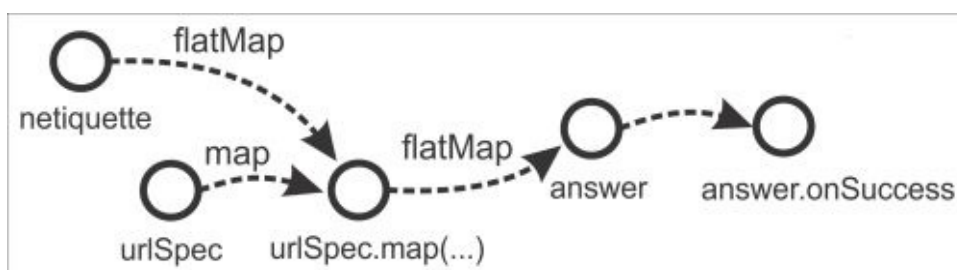 flatMap
netiquette
map
flatMap
answer
answer.onSuccess
urlSpec
urlSpec.map(...)